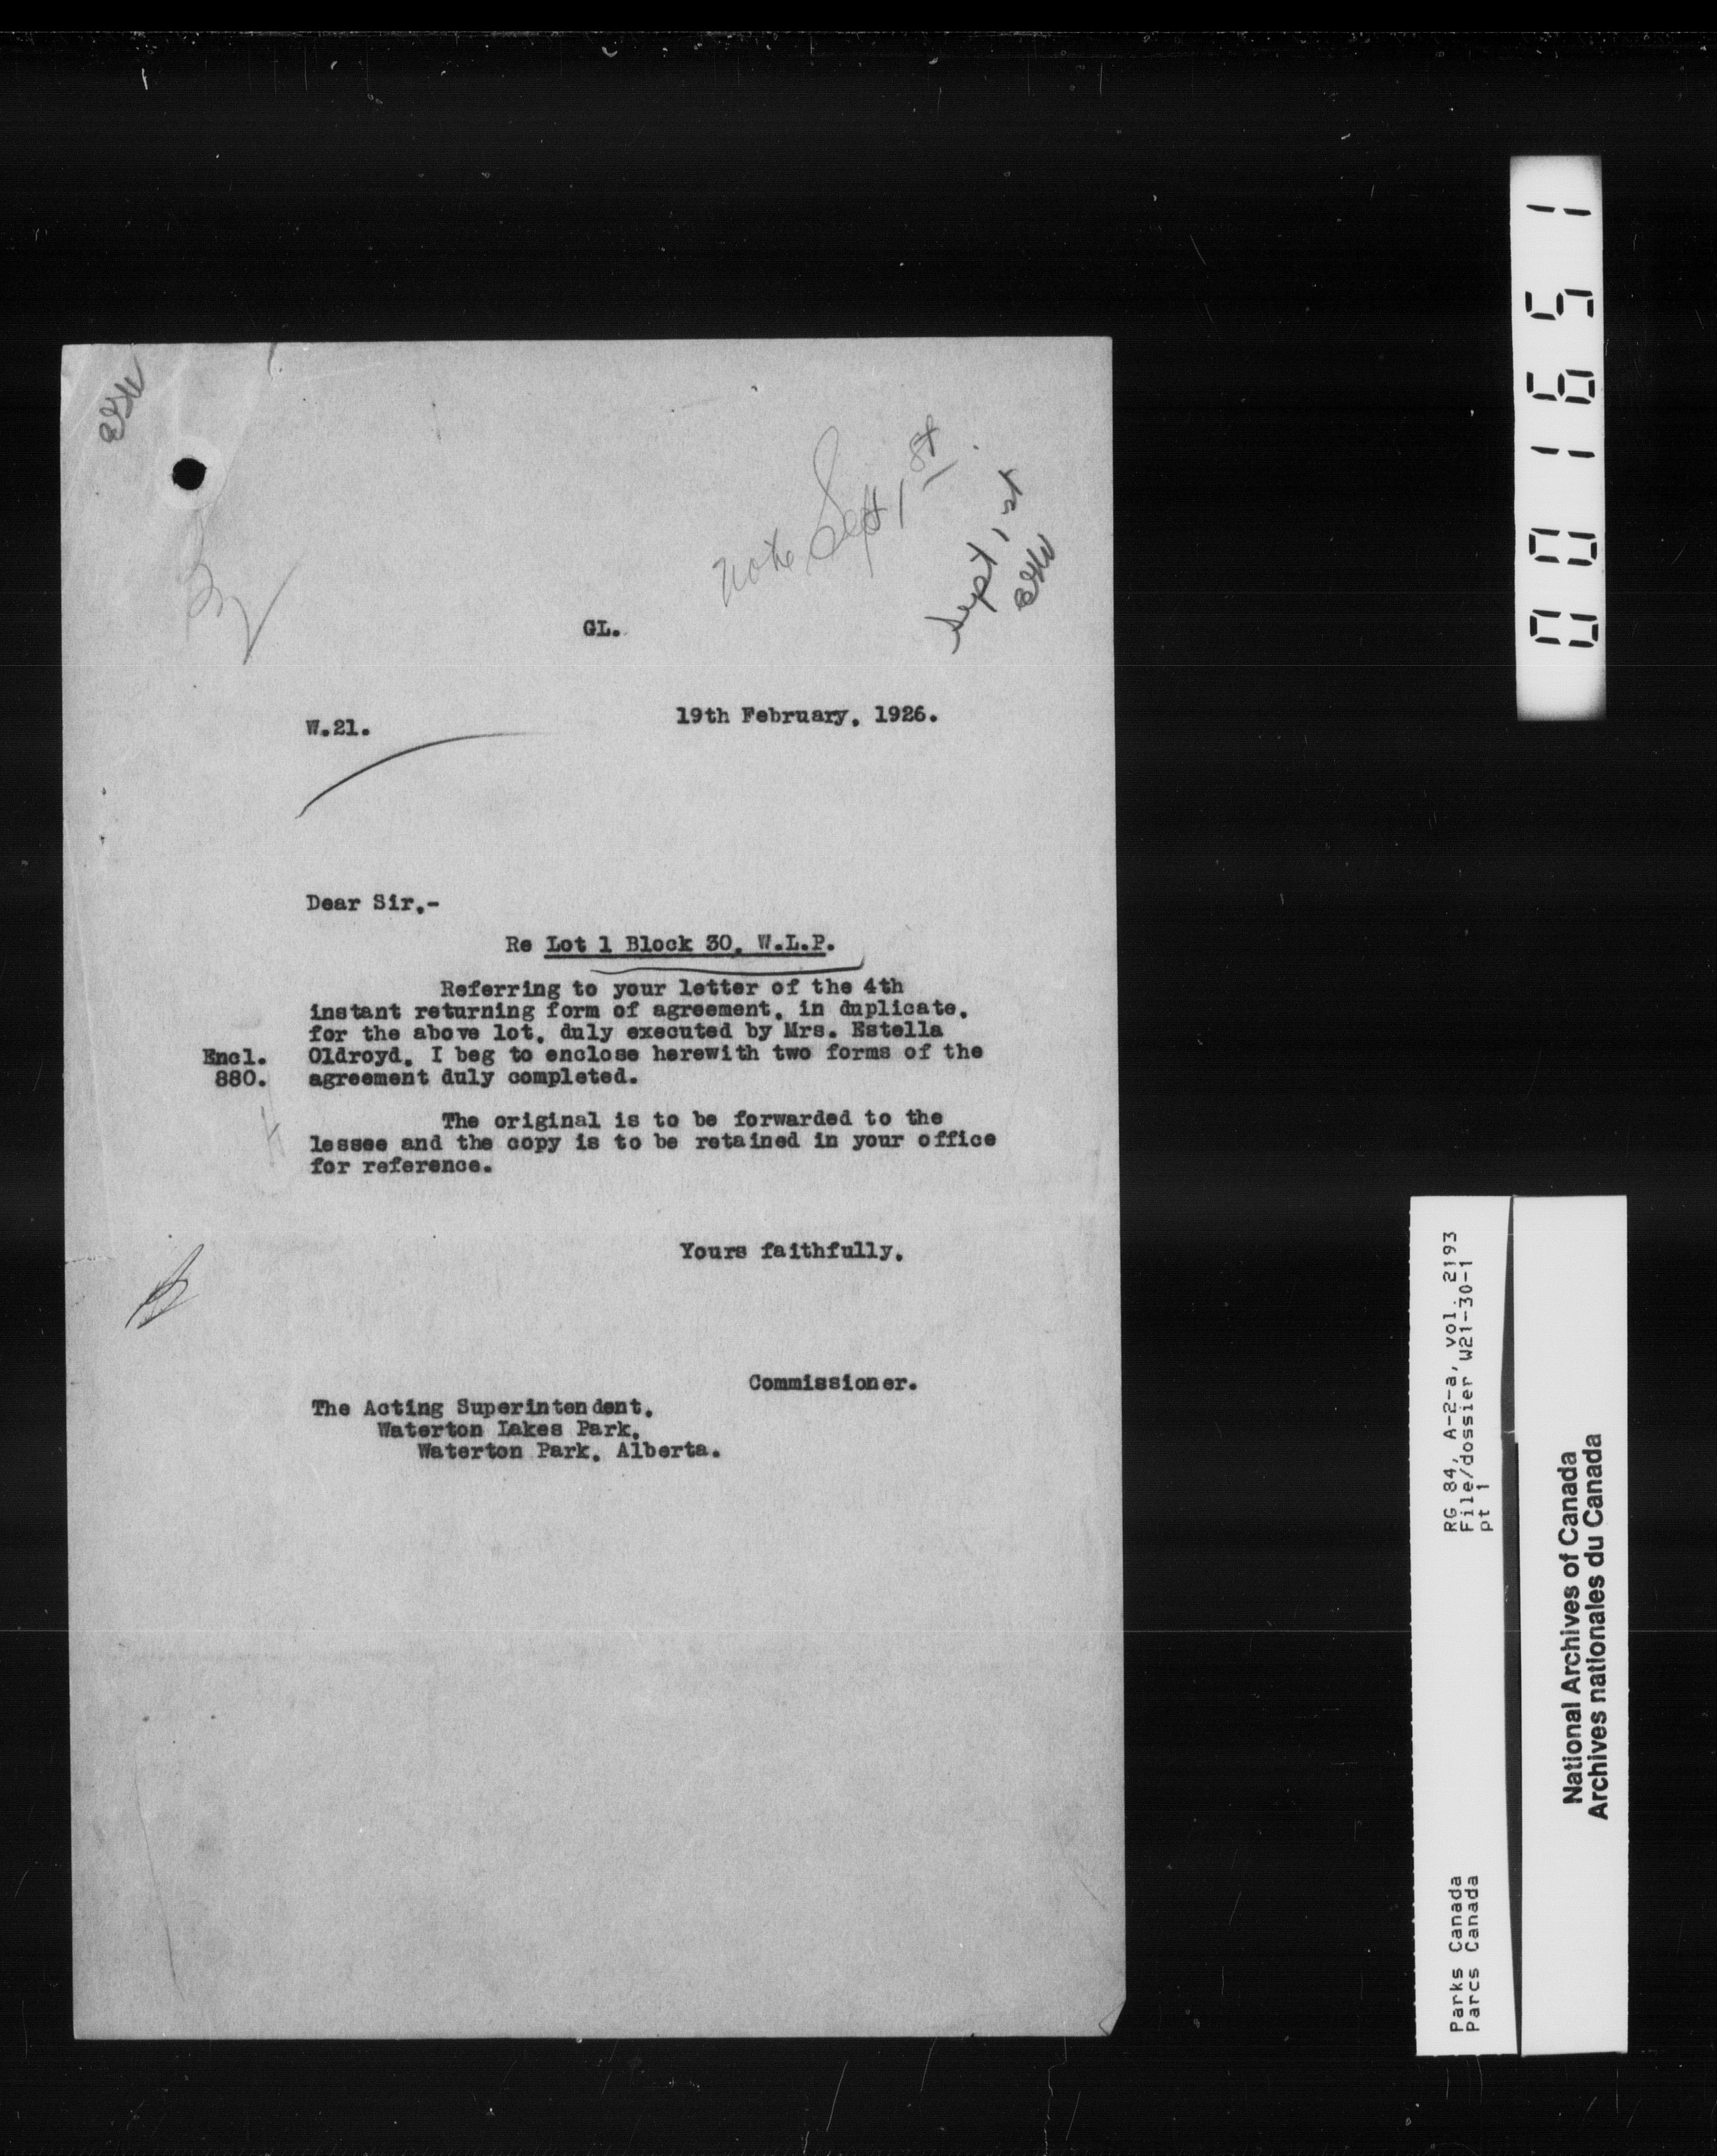 note Sept 1st
Sept, 1st
GL.
W.21.
19th February, 1926.
Dear Sir,-
Re Lot 1 Block 30, W.L.P.
Referring to your letter of the 4th
instant returning form of agreement, in duplicate,
for the above lot, duly executed by Mrs. Estella
Encl. Oldroyd, I beg to enclose herewith two forms of the
880. agreement duly completed.
The original is to be forwarded to the
lessee and the copy is to be retained in your office
for reference.
Yours faithfully,
Commissioner.
The Acting Superintendent,
Waterton Lakes Park,
Waterton Park, Alberta.
001651
RG 84, A-2-a, vol. 2193
File/dossier W21-30-1
pt 1
Parks Canada
Parcs Canada
National Archives of Canada
Archives nationales du Canada